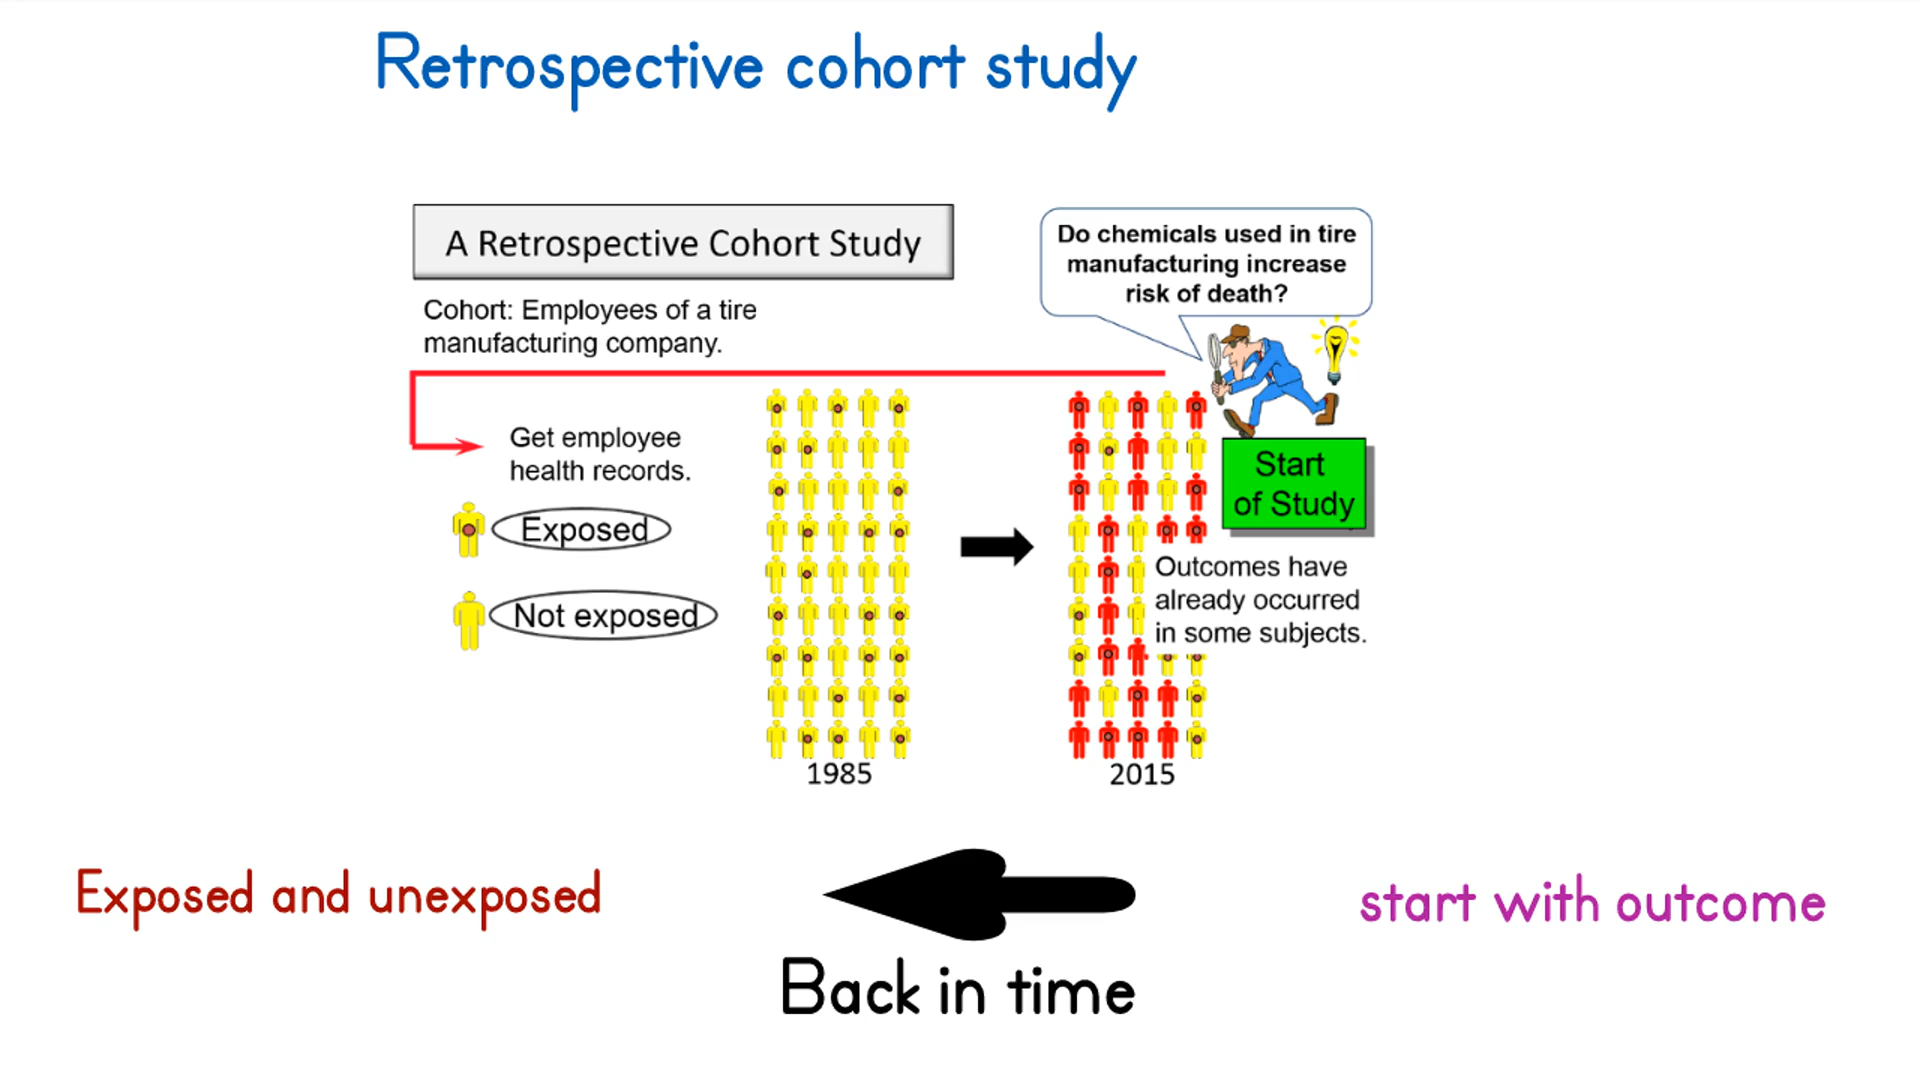 Retrospective cohort study
A Retrospective Cohort Study
Cohort: Employees of a tire
manufacturing company.
Do chemicals used in tire
manufacturing increase
risk of death?
Get employee
health records.
Exposed
Not exposed
Start
of Study
Outcomes have
already occurred
in some subjects.
1985
2015
Exposed and unexposed
start with outcome
Back in time